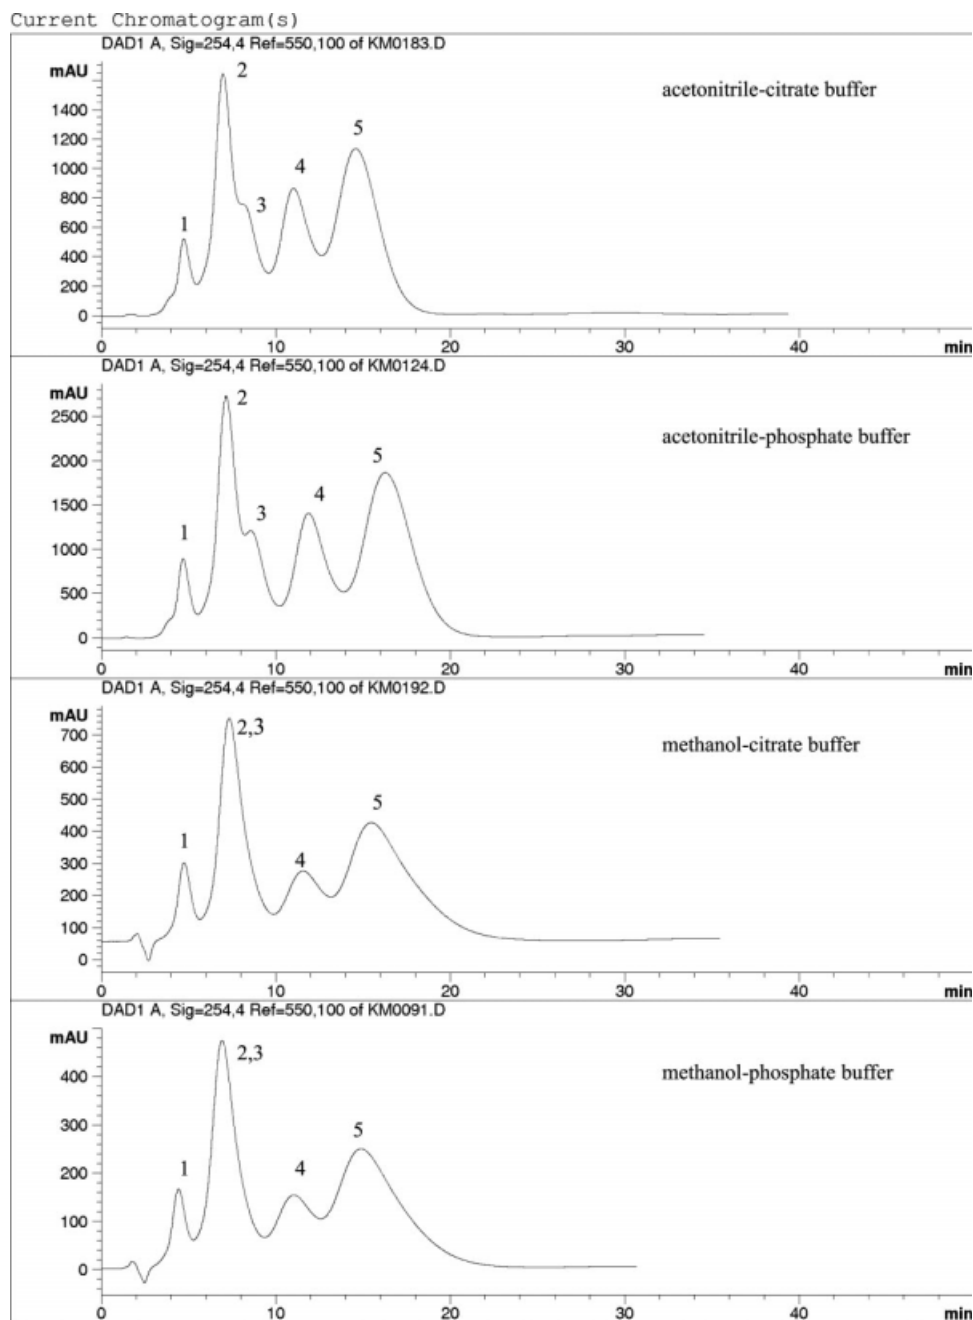 Current Chromatogram(s)
DAD1 A, Sig=254,4 Ref=550,100 of KM0183.D
mAU
2
acetonitrile-citrate buffer
1400
5
1200
4
1000
800
3
600
1
400
200
0
0 10 20 30 40 min
DAD1 A, Sig=254,4 Ref=550,100 of KM0124.D
mAU
2
2500
acetonitrile-phosphate buffer
5
2000
4
1500
3
1
1000
500
0
0 10 20 30 40 min
DAD1 A, Sig=254,4 Ref=550,100 of KM0192.D
mAU
2,3
700
methanol-citrate buffer
600
5
500
400
1
300
4
200
100
0
0 10 20 30 40 min
DAD1 A, Sig=254,4 Ref=550,100 of KM0091.D
mAU
2,3
methanol-phosphate buffer
400
5
300
1
4
200
100
0
0 10 20 30 40 min